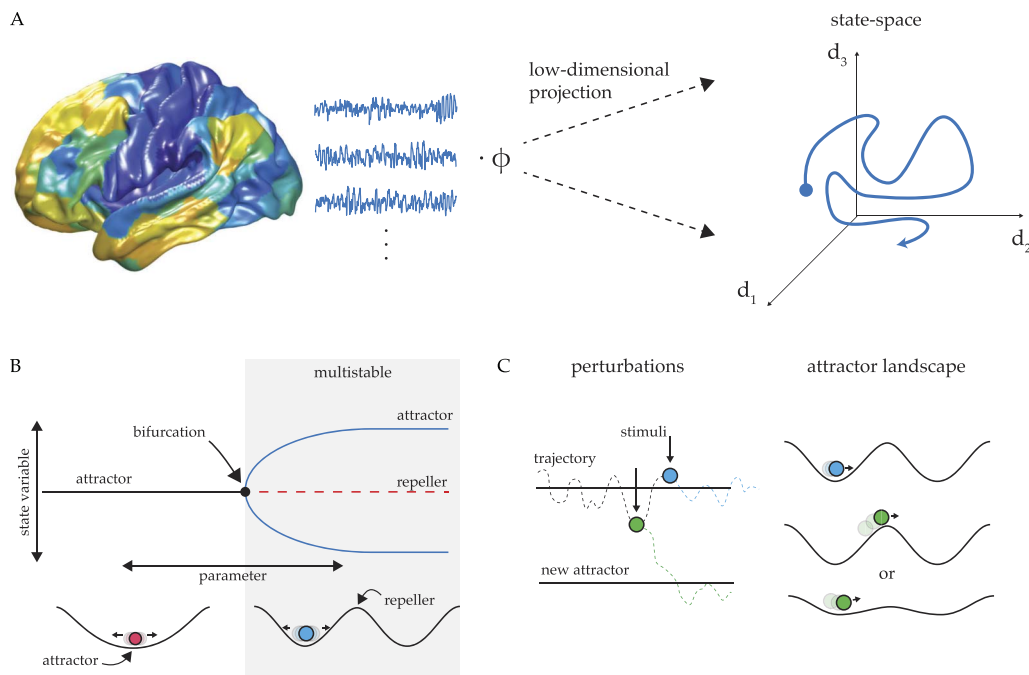 A
state-space
d3
low-dimensional
projection
· ϕ
d2
d1
B
multistable
attractor
bifurcation
state variable
attractor
repeller
parameter
repeller
attractor
C
perturbations
attractor landscape
stimuli
trajectory
new attractor
or